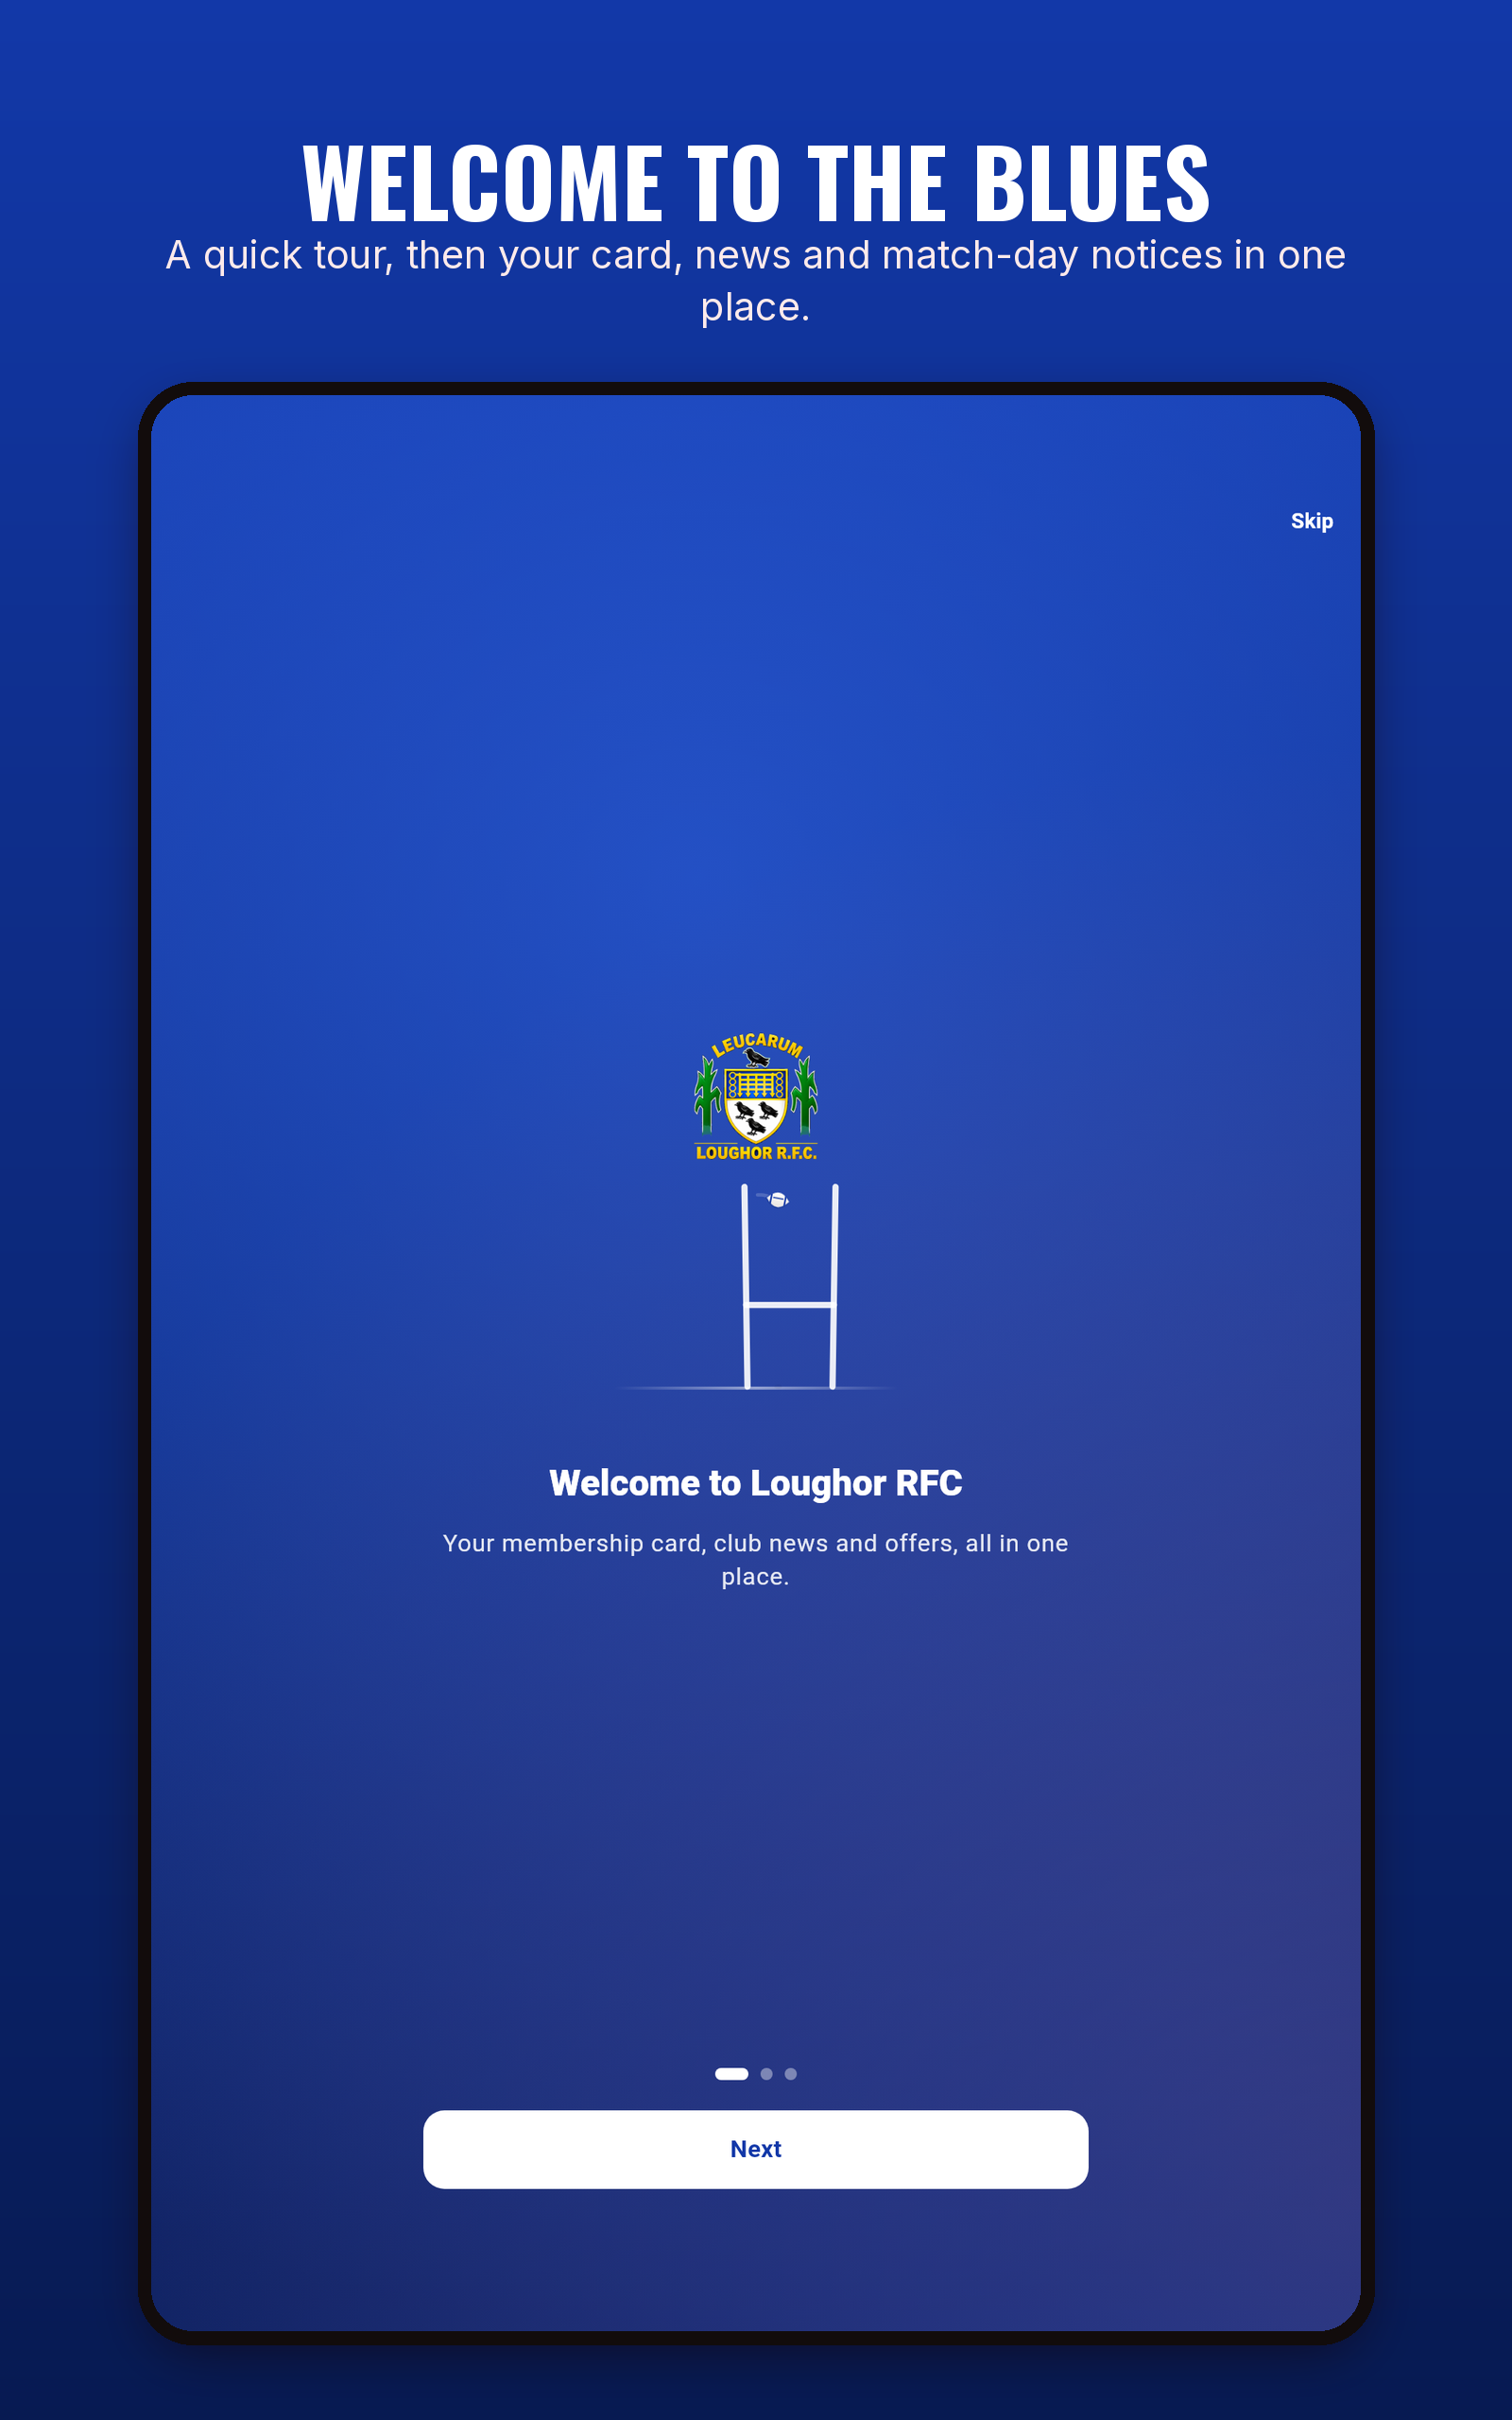 WELCOME TO THE BLUES
A quick tour, then your card, news and match-day notices in one
place.
Skip
LEUCARUM
LOUGHOR R.F.C.
Welcome to Loughor RFC
Your membership card, club news and offers, all in one
place.
Next